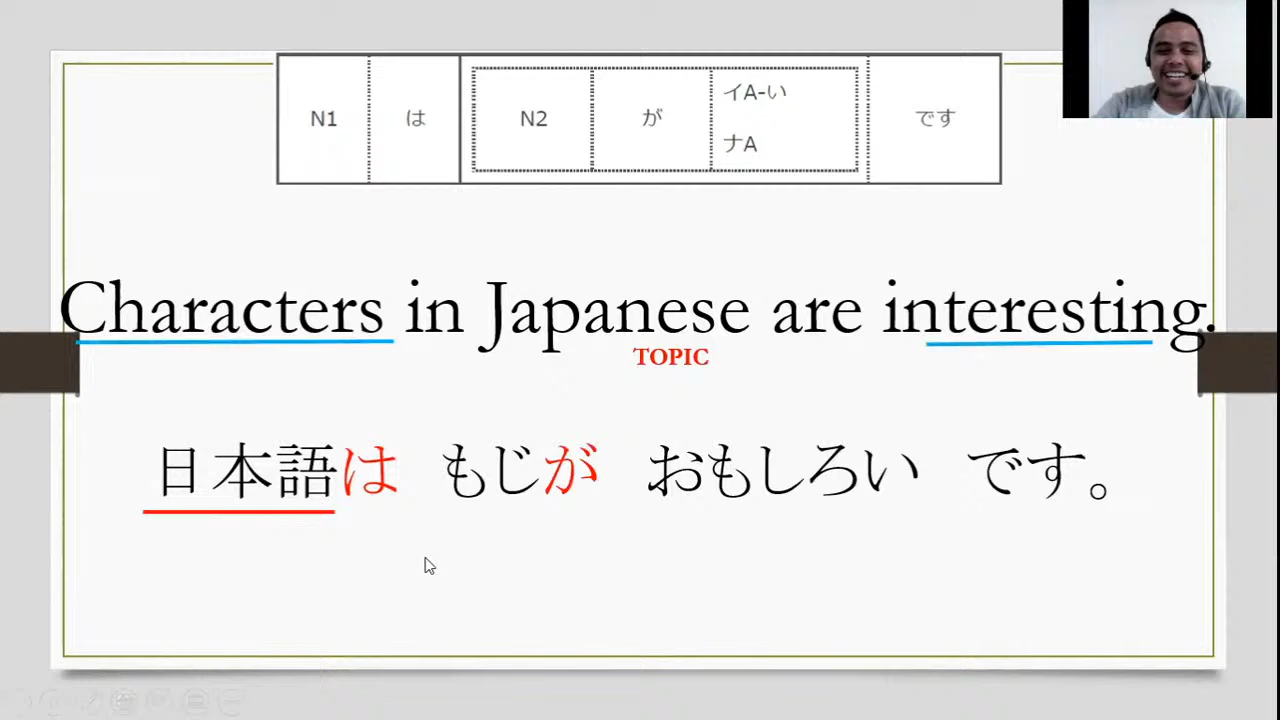 N1 は N2 が イA-い です
ナA
Characters in Japanese are interesting.
TOPIC
日本語は もじが おもしろい です。